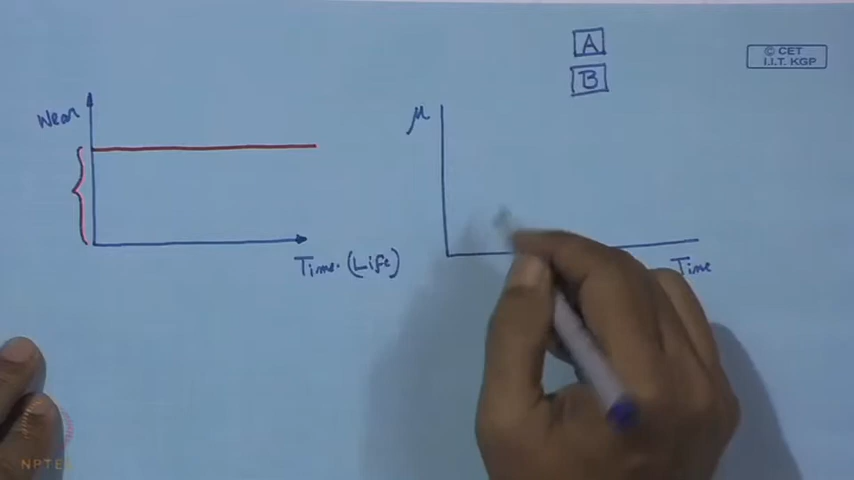 A
B
© CET
I.I.T. KGP
Wear
μ
Time. (Life)
Time
NPTEL